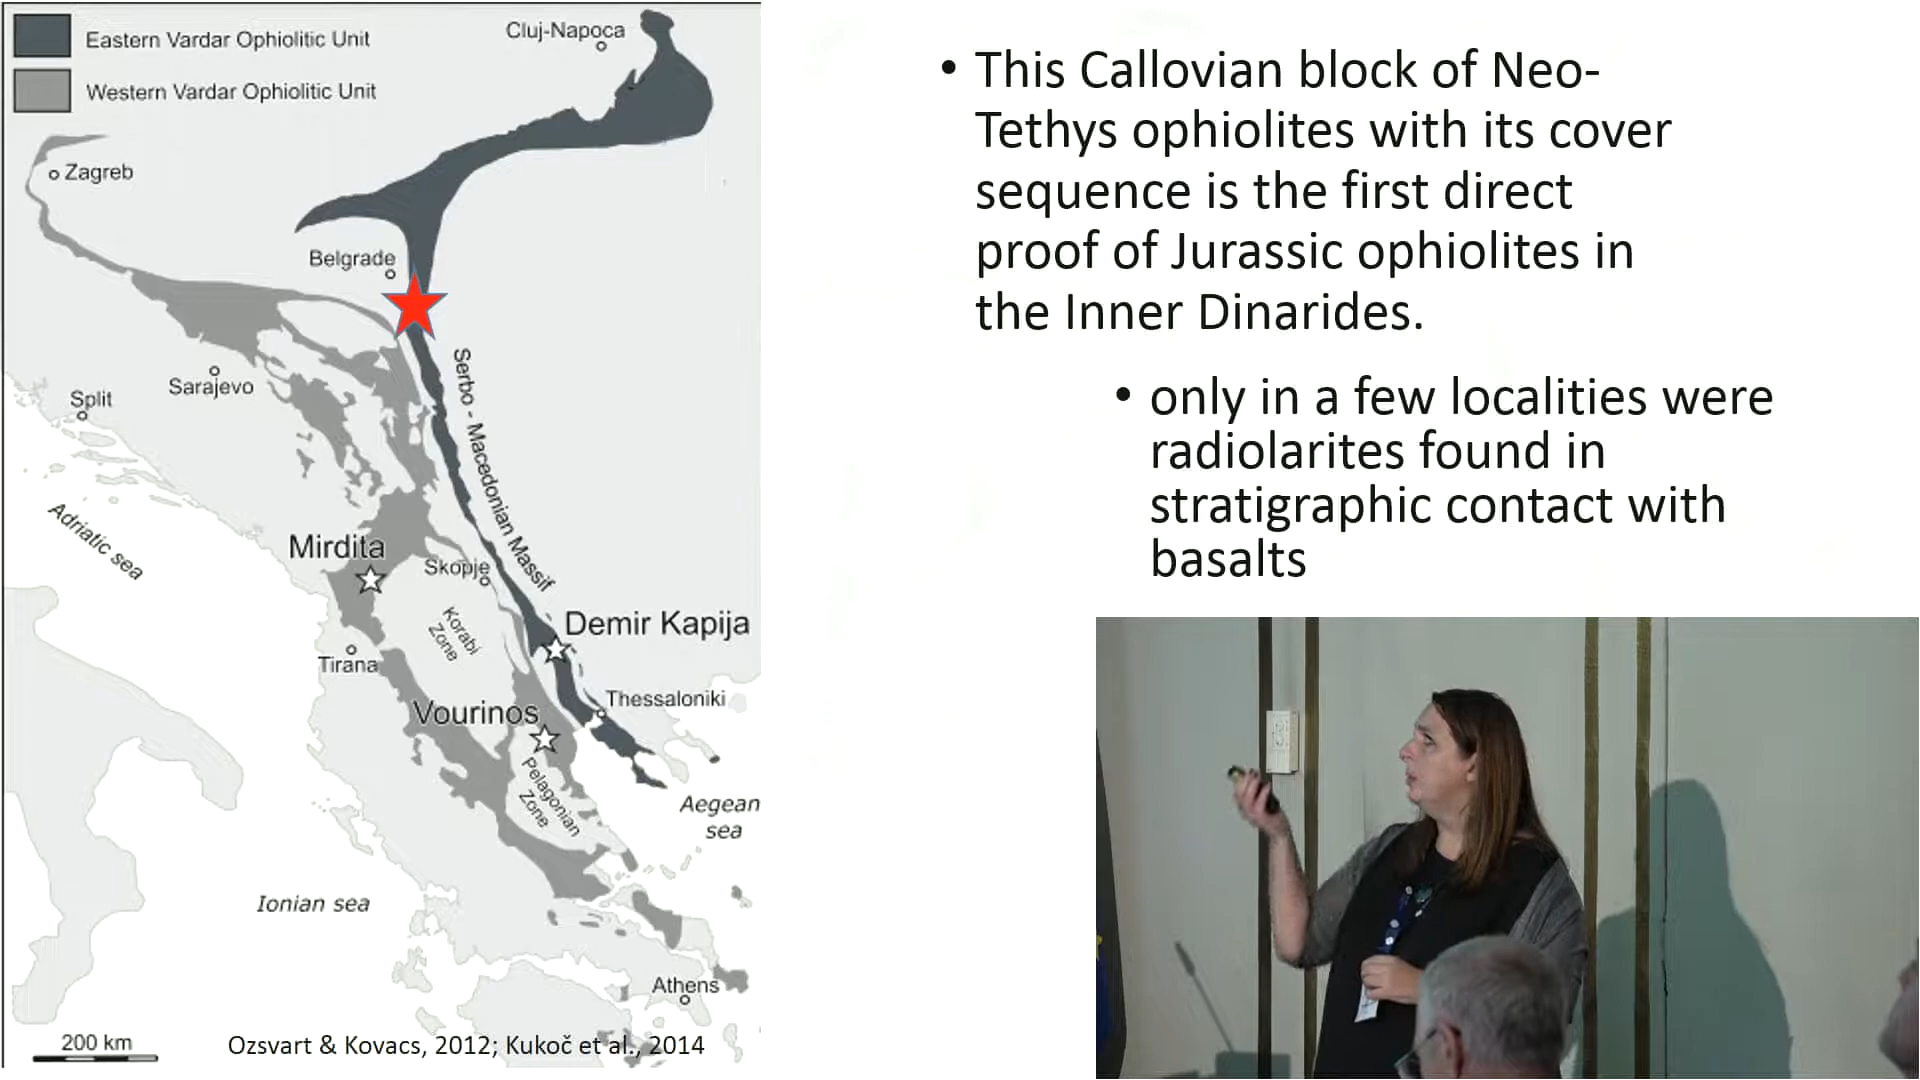 Eastern Vardar Ophiolitic Unit
Western Vardar Ophiolitic Unit
Cluj-Napoca
Zagreb
Belgrade
Sarajevo
Split
Serbo - Macedonian Massif
Adriatic sea
Mirdita
Skopje
Korabi
Zone
Demir Kapija
Tirana
Thessaloniki
Vourinos
Pelagonian
Zone
Aegean
sea
Ionian sea
Athens
200 km
Ozsvart & Kovacs, 2012; Kukoč et al., 2014
• This Callovian block of Neo-
Tethys ophiolites with its cover
sequence is the first direct
proof of Jurassic ophiolites in
the Inner Dinarides.
• only in a few localities were
radiolarites found in
stratigraphic contact with
basalts